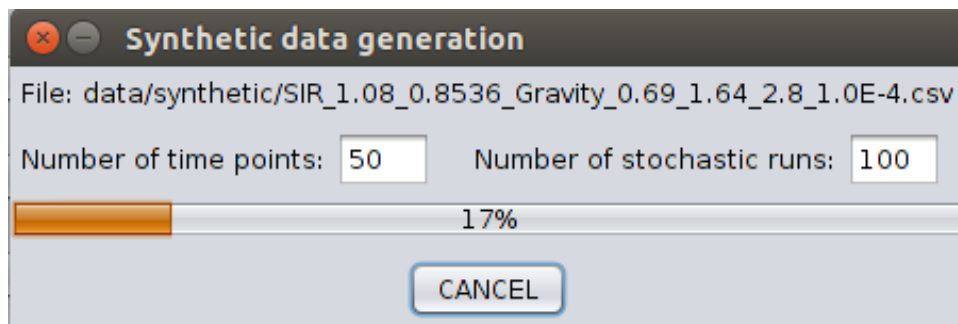 Synthetic data generation
File: data/synthetic/SIR_1.08_0.8536_Gravity_0.69_1.64_2.8_1.0E-4.csv
Number of time points: 50 Number of stochastic runs: 100
17%
CANCEL